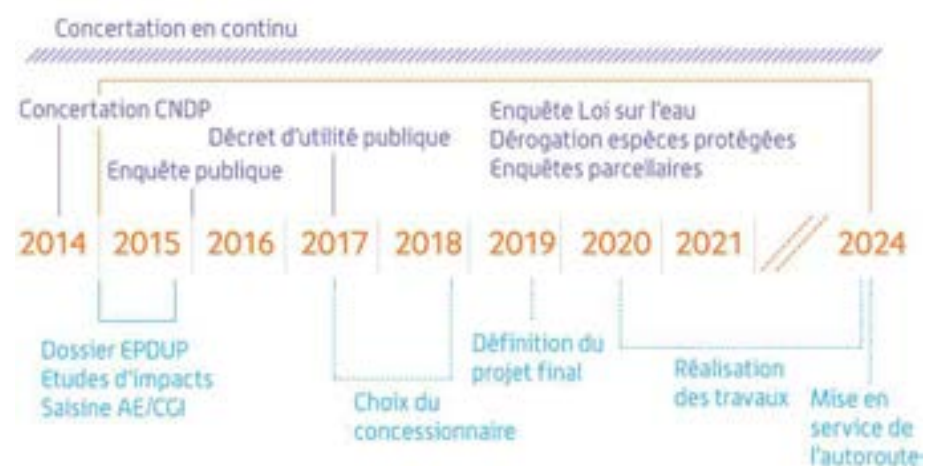 Concertation en continu
Concertation CNDP
Décret d'utilité publique
Enquête publique
Enquête Loi sur l'eau
Dérogation espèces protégées
Enquêtes parcellaires
2014 2015 2016 2017 2018 2019 2020 2021 // 2024
Dossier EPDUP
Etudes d'impacts
Saisine AE/CGI
Choix du
concessionnaire
Définition du
projet final
Réalisation
des travaux
Mise en
service de
l'autoroute